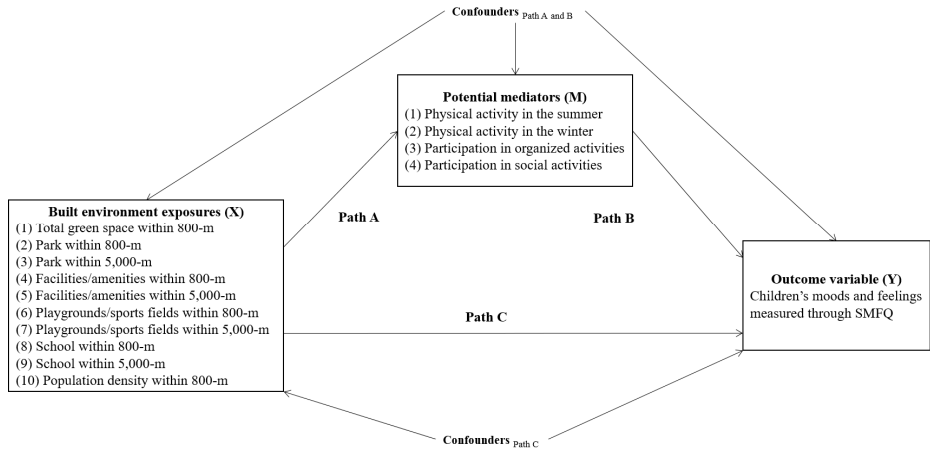 Confounders Path A and B
Potential mediators (M)
(1) Physical activity in the summer
(2) Physical activity in the winter
(3) Participation in organized activities
(4) Participation in social activities
Path A
Path B
Built environment exposures (X)
(1) Total green space within 800-m
(2) Park within 800-m
(3) Park within 5,000-m
(4) Facilities/amenities within 800-m
(5) Facilities/amenities within 5,000-m
(6) Playgrounds/sports fields within 800-m
(7) Playgrounds/sports fields within 5,000-m
(8) School within 800-m
(9) School within 5,000-m
(10) Population density within 800-m
Path C
Outcome variable (Y)
Children's moods and feelings
measured through SMFQ
Confounders Path C